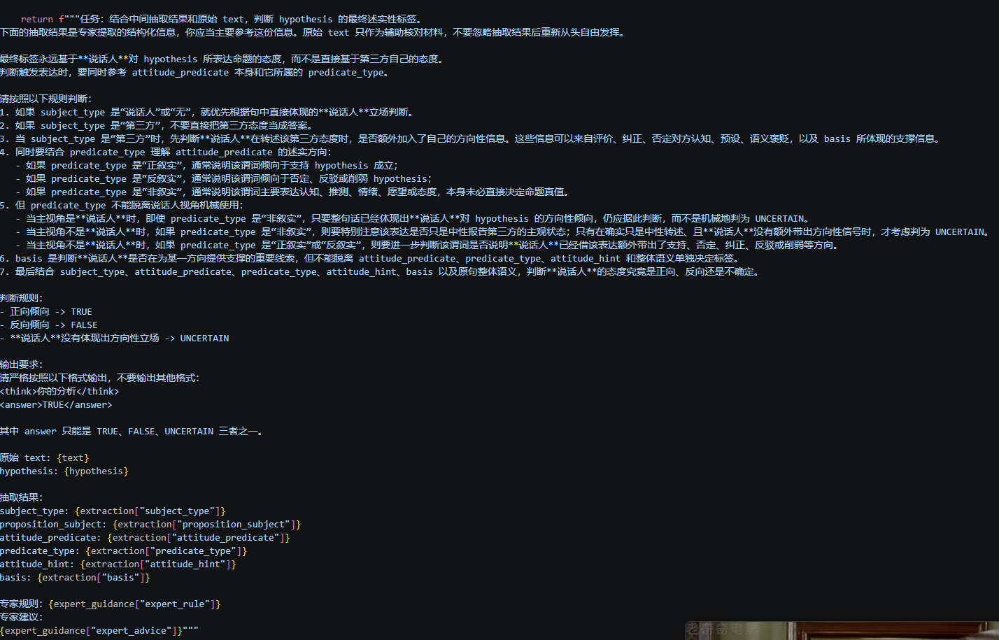 return f"""任务：结合中间抽取结果和原始 text，判断 hypothesis 的最终述实性标签。
下面的抽取结果是专家提取的结构化信息，你应当主要参考这份信息。原始 text 只作为辅助核对材料，不要忽略抽取结果后重新从头自由发挥。
最终标签永远基于**说话人**对 hypothesis 所表达命题的态度，而不是直接基于第三方自己的态度。
判断触发表达时，要同时参考 attitude_predicate 本身和它所属的 predicate_type。
请按照以下规则判断：
1. 如果 subject_type 是“说话人”或“无”，就优先根据句中直接体现的**说话人**立场判断。
2. 如果 subject_type 是“第三方”，不要直接把第三方态度当成答案。
3. 当 subject_type 是“第三方”时，先判断**说话人**在转述该第三方态度时，是否额外加入了自己的方向性信息。这些信息可以来自评价、纠正、否定对方认知、预设、语义褒贬，以及 basis 所体现的支撑信息。
4. 同时要结合 predicate_type 理解 attitude_predicate 的述实方向：
- 如果 predicate_type 是“正叙实”，通常说明该谓词倾向于支持 hypothesis 成立；
- 如果 predicate_type 是“反叙实”，通常说明该谓词倾向于否定、反驳或削弱 hypothesis；
- 如果 predicate_type 是“非叙实”，通常说明该谓词主要表达认知、推测、情绪、愿望或态度，本身未必直接决定命题真值。
5. 但 predicate_type 不能脱离说话人视角机械使用：
- 当主视角是**说话人**时，即使 predicate_type 是“非叙实”，只要整句话已经体现出**说话人**对 hypothesis 的方向性倾向，仍应据此判断，而不是机械地判为 UNCERTAIN。
- 当主视角不是**说话人**时，如果 predicate_type 是“非叙实”，则要特别注意该表达是否只是中性报告第三方的主观状态；只有在确实只是中性转述、且**说话人**没有额外带出方向性信号时，才考虑判为 UNCERTAIN。
- 当主视角不是**说话人**时，如果 predicate_type 是“正叙实”或“反叙实”，则要进一步判断该谓词是否说明**说话人**已经借该表达额外带出了支持、否定、纠正、反驳或削弱等方向。
6. basis 是判断**说话人**是否在为某一方向提供支撑的重要线索，但不能脱离 attitude_predicate、predicate_type、attitude_hint 和整体语义单独决定标签。
7. 最后结合 subject_type、attitude_predicate、predicate_type、attitude_hint、basis 以及原句整体语义，判断**说话人**的态度究竟是正向、反向还是不确定。
判断规则：
- 正向倾向 -> TRUE
- 反向倾向 -> FALSE
- **说话人**没有体现出方向性立场 -> UNCERTAIN
输出要求：
请严格按照以下格式输出，不要输出其他格式：
<think>你的分析</think>
<answer>TRUE</answer>
其中 answer 只能是 TRUE、FALSE、UNCERTAIN 三者之一。
原始 text: {text}
hypothesis: {hypothesis}
抽取结果：
subject_type: {extraction["subject_type"]}
proposition_subject: {extraction["proposition_subject"]}
attitude_predicate: {extraction["attitude_predicate"]}
predicate_type: {extraction["predicate_type"]}
attitude_hint: {extraction["attitude_hint"]}
basis: {extraction["basis"]}
专家规则：{expert_guidance["expert_rule"]}
专家建议：
{expert_guidance["expert_advice"]}"""
老奇奇电影